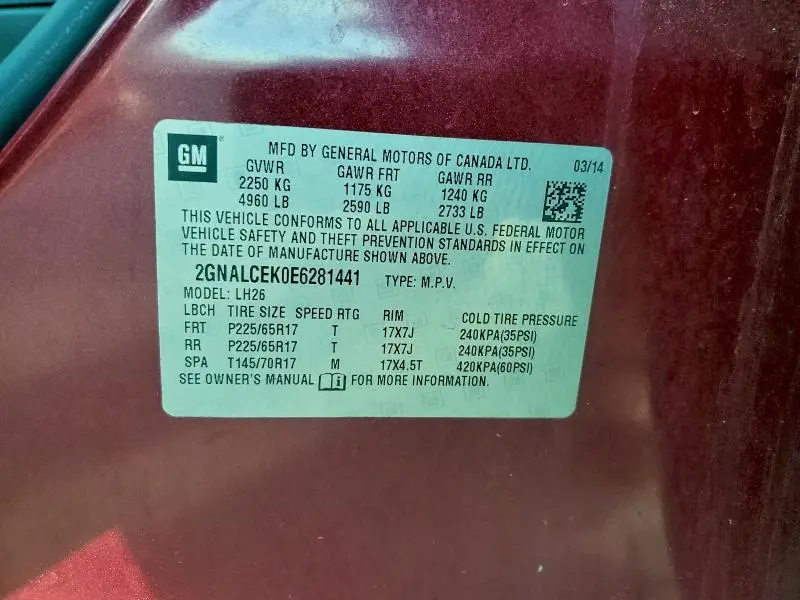 GM ® MFD BY GENERAL MOTORS OF CANADA LTD. 03/14
GVWR GAWR FRT GAWR RR
2250 KG 1175 KG 1240 KG
4960 LB 2590 LB 2733 LB
THIS VEHICLE CONFORMS TO ALL APPLICABLE U.S. FEDERAL MOTOR
VEHICLE SAFETY AND THEFT PREVENTION STANDARDS IN EFFECT ON
THE DATE OF MANUFACTURE SHOWN ABOVE.
2GNALCEK0E6281441 TYPE: M.P.V.
MODEL: LH26
LBCH TIRE SIZE SPEED RTG RIM COLD TIRE PRESSURE
FRT P225/65R17 T 17X7J 240KPA(35PSI)
RR P225/65R17 T 17X7J 240KPA(35PSI)
SPA T145/70R17 M 17X4.5T 420KPA(60PSI)
SEE OWNER'S MANUAL FOR MORE INFORMATION.